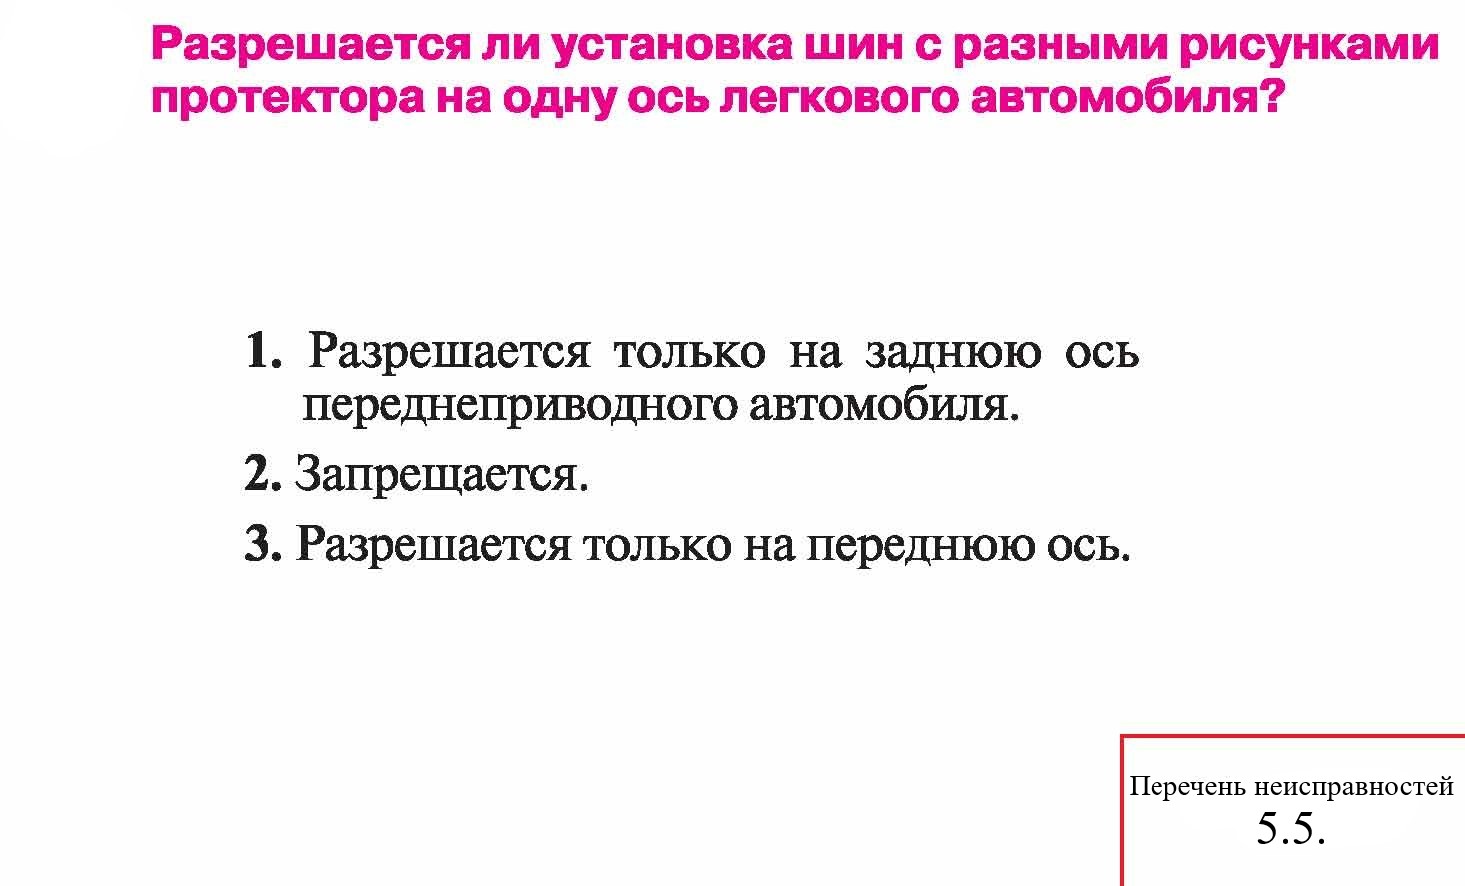 Разрешается ли установка шин с разными рисунками
протектора на одну ось легкового автомобиля?
1. Разрешается только на заднюю ось
переднеприводного автомобиля.
2. Запрещается.
3. Разрешается только на переднюю ось.
Перечень неисправностей
5.5.